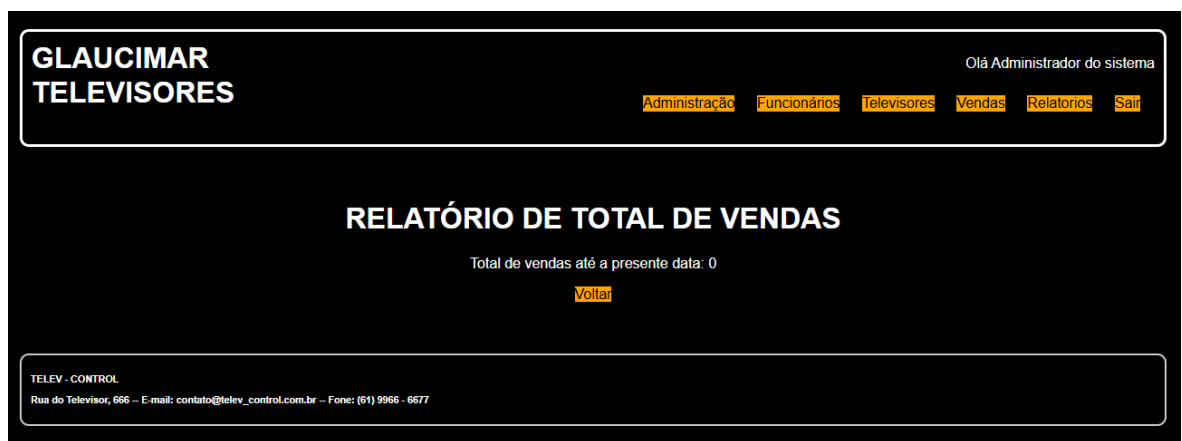 GLAUCIMAR
TELEVISORES
Olá Administrador do sistema
Administração Funcionários Televisores Vendas Relatorios Sair
RELATÓRIO DE TOTAL DE VENDAS
Total de vendas até a presente data: 0
Voltar
TELEV - CONTROL
Rua do Televisor, 666 -- E-mail: contato@telev_control.com.br -- Fone: (61) 9966 - 6677